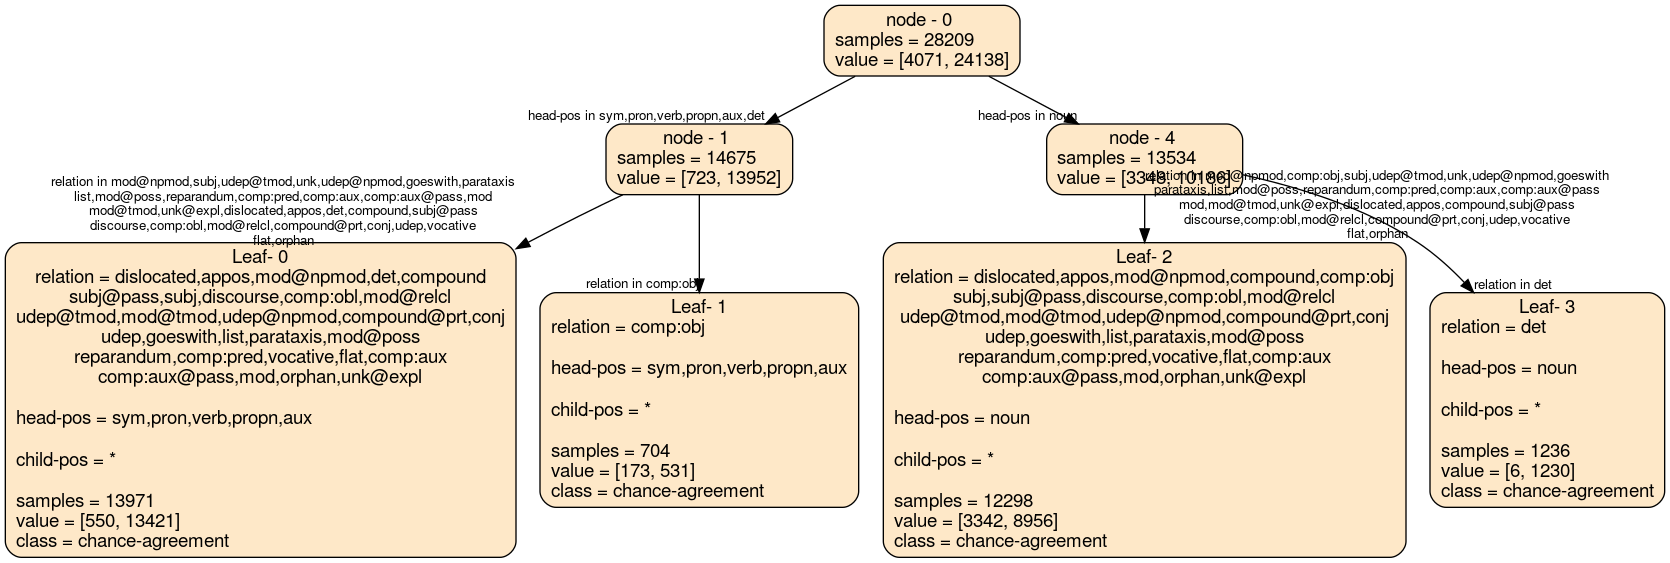 node - 0
samples = 28209
value = [4071, 24138]
head-pos in sym,pron,verb,propn,aux,det
head-pos in noun
node - 1
samples = 14675
value = [723, 13952]
node - 4
samples = 13534
value = [3348, 10186]
relation in mod@npmod,subj,udep@tmod,unk,udep@npmod,goeswith,parataxis
list,mod@poss,reparandum,comp:pred,comp:aux,comp:aux@pass,mod
mod@tmod,unk@expl,dislocated,appos,det,compound,subj@pass
discourse,comp:obl,mod@relcl,compound@prt,conj,udep,vocative
flat,orphan
relation in comp:obj
relation in mod@npmod,comp:obj,subj,udep@tmod,unk,udep@npmod,goeswith
parataxis,list,mod@poss,reparandum,comp:pred,comp:aux,comp:aux@pass
mod,mod@tmod,unk@expl,dislocated,appos,compound,subj@pass
discourse,comp:obl,mod@relcl,compound@prt,conj,udep,vocative
flat,orphan
relation in det
Leaf- 0
relation = dislocated,appos,mod@npmod,det,compound
subj@pass,subj,discourse,comp:obl,mod@relcl
udep@tmod,mod@tmod,udep@npmod,compound@prt,conj
udep,goeswith,list,parataxis,mod@poss
reparandum,comp:pred,vocative,flat,comp:aux
comp:aux@pass,mod,orphan,unk@expl
head-pos = sym,pron,verb,propn,aux
child-pos = *
samples = 13971
value = [550, 13421]
class = chance-agreement
Leaf- 1
relation = comp:obj
head-pos = sym,pron,verb,propn,aux
child-pos = *
samples = 704
value = [173, 531]
class = chance-agreement
Leaf- 2
relation = dislocated,appos,mod@npmod,compound,comp:obj
subj,subj@pass,discourse,comp:obl,mod@relcl
udep@tmod,mod@tmod,udep@npmod,compound@prt,conj
udep,goeswith,list,parataxis,mod@poss
reparandum,comp:pred,vocative,flat,comp:aux
comp:aux@pass,mod,orphan,unk@expl
head-pos = noun
child-pos = *
samples = 12298
value = [3342, 8956]
class = chance-agreement
Leaf- 3
relation = det
head-pos = noun
child-pos = *
samples = 1236
value = [6, 1230]
class = chance-agreement